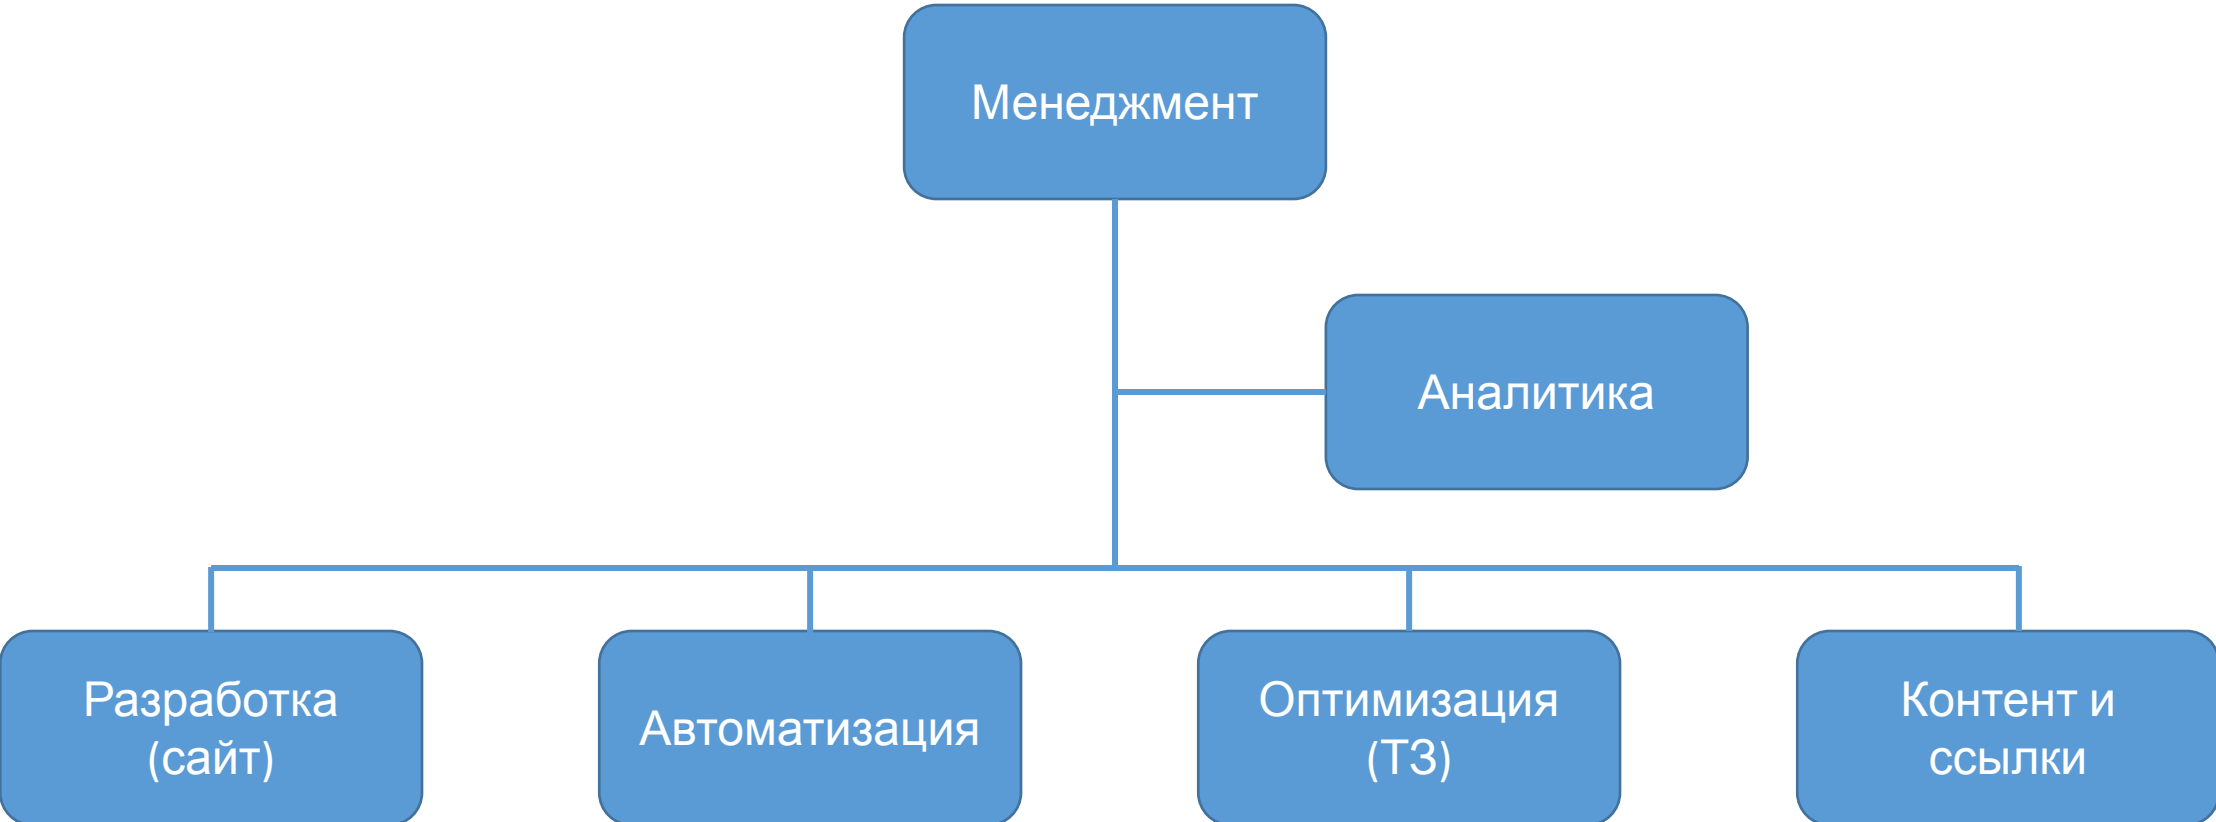 Менеджмент
Аналитика
Разработка
(сайт)
Автоматизация
Оптимизация
(ТЗ)
Контент и
ссылки